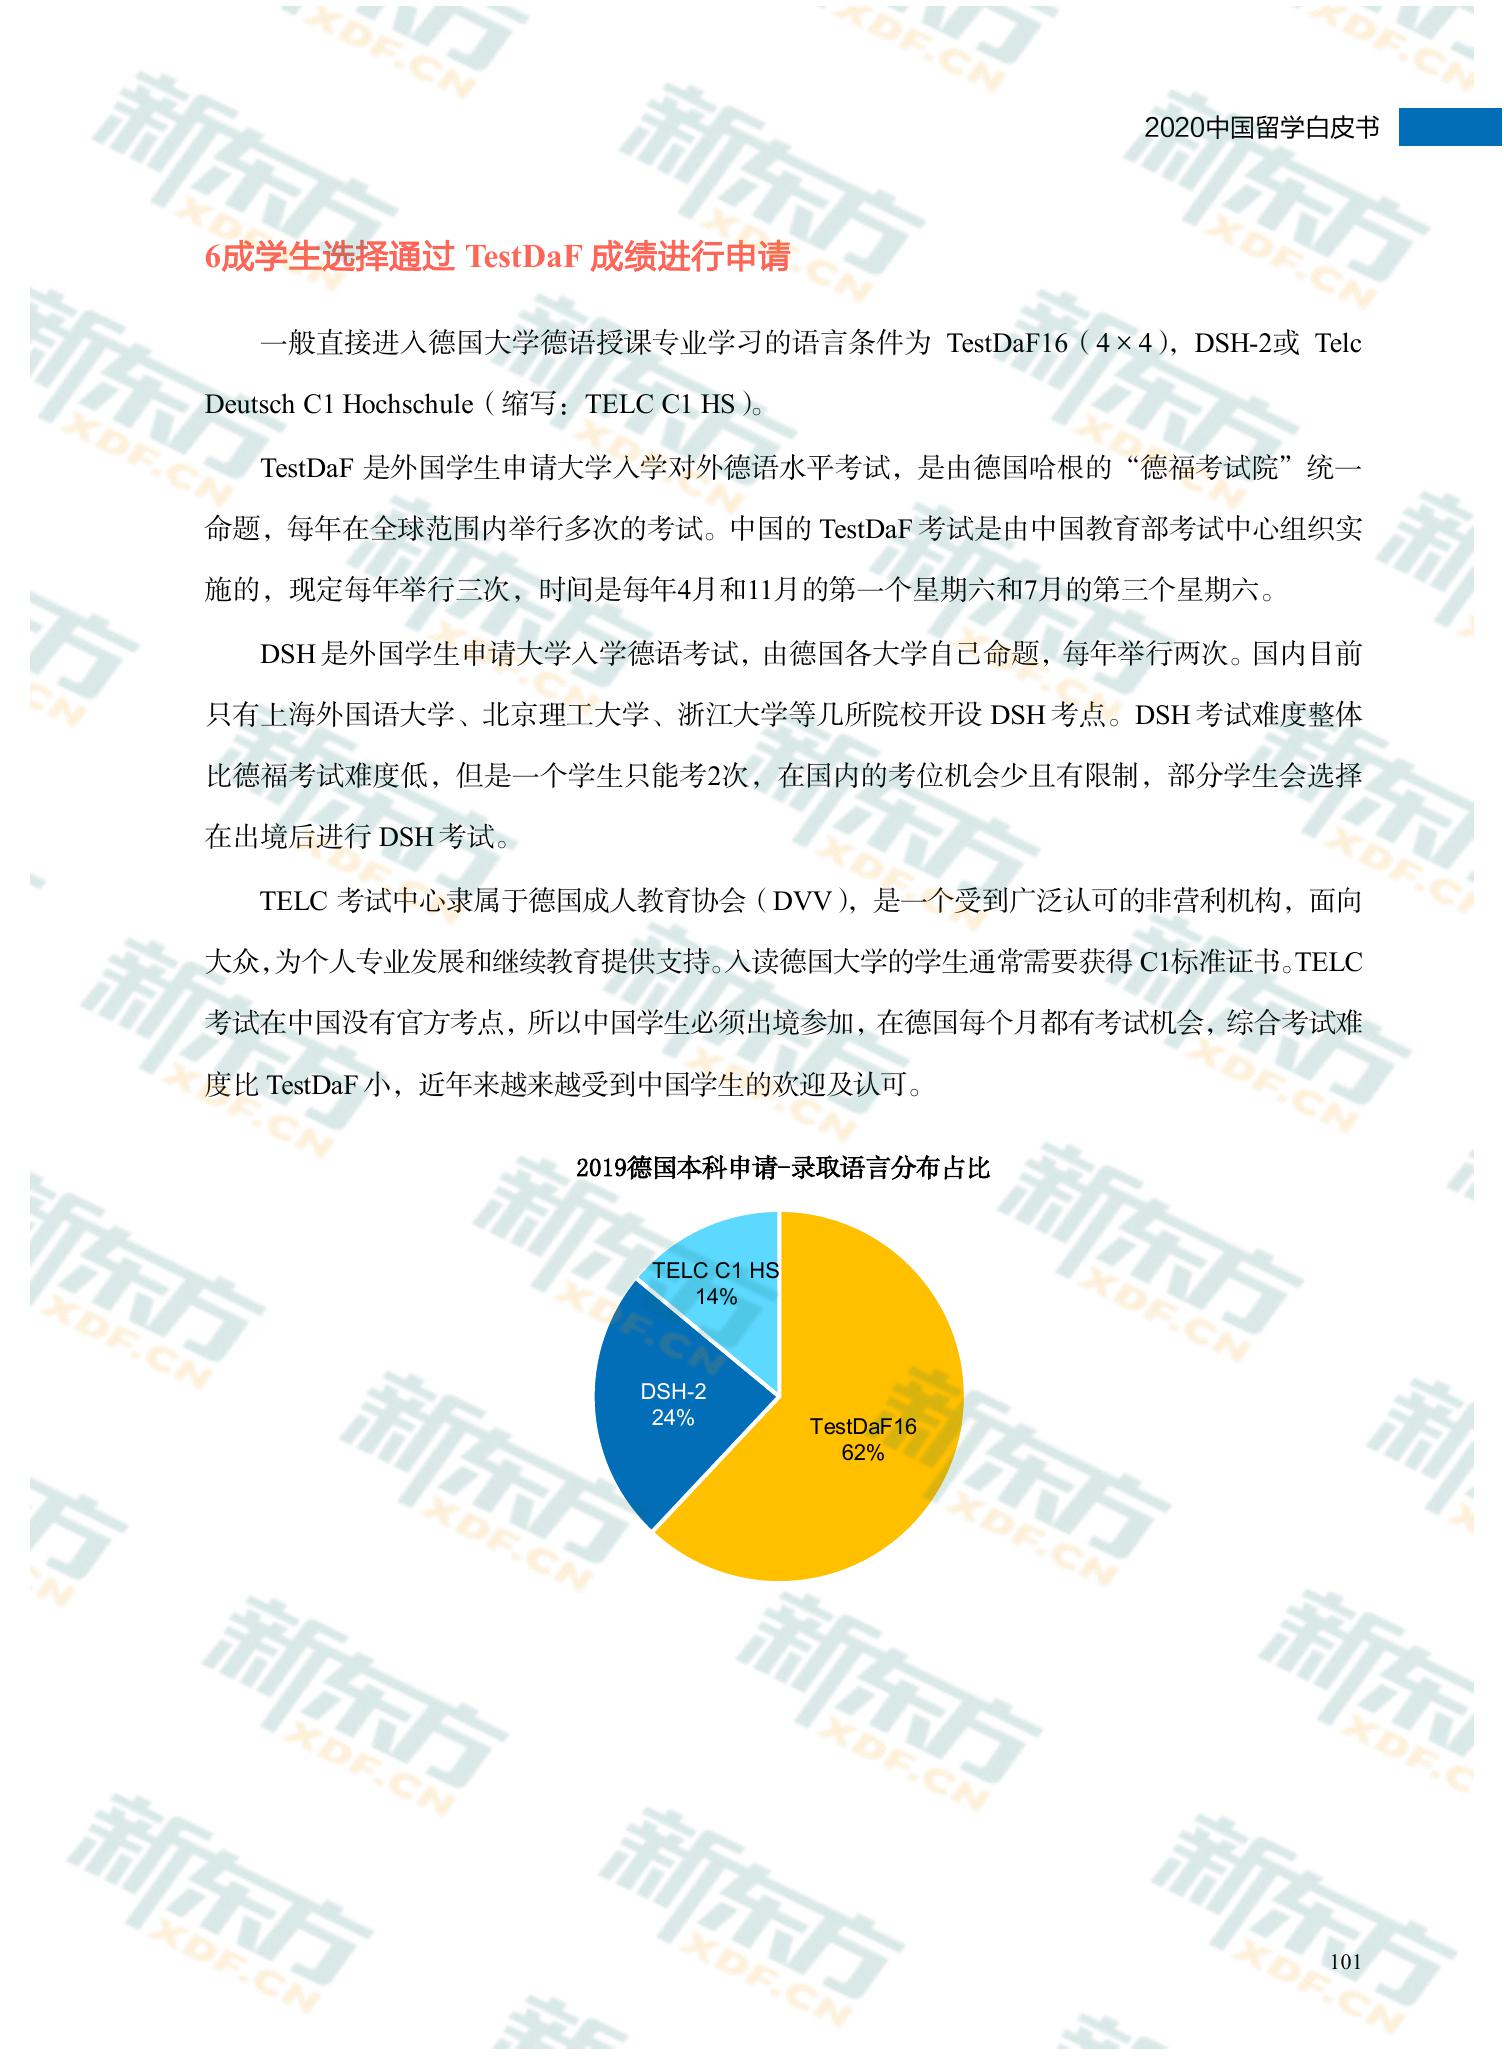 2020中国留学白皮书
6成学生选择通过 TestDaF 成绩进行申请
一般直接进入德国大学德语授课专业学习的语言条件为 TestDaF16（4×4），DSH-2或 Telc
Deutsch C1 Hochschule（缩写：TELC C1 HS）。
TestDaF 是外国学生申请大学入学对外德语水平考试，是由德国哈根的“德福考试院”统一
命题，每年在全球范围内举行多次的考试。中国的 TestDaF 考试是由中国教育部考试中心组织实
施的，现定每年举行三次，时间是每年4月和11月的第一个星期六和7月的第三个星期六。
DSH 是外国学生申请大学入学德语考试，由德国各大学自己命题，每年举行两次。国内目前
只有上海外国语大学、北京理工大学、浙江大学等几所院校开设 DSH 考点。DSH 考试难度整体
比德福考试难度低，但是一个学生只能考2次，在国内的考位机会少且有限制，部分学生会选择
在出境后进行 DSH 考试。
TELC 考试中心隶属于德国成人教育协会（DVV），是一个受到广泛认可的非营利机构，面向
大众，为个人专业发展和继续教育提供支持。入读德国大学的学生通常需要获得 C1标准证书。TELC
考试在中国没有官方考点，所以中国学生必须出境参加，在德国每个月都有考试机会，综合考试难
度比 TestDaF 小，近年来越来越受到中国学生的欢迎及认可。
2019德国本科申请-录取语言分布占比
TELC C1 HS
14%
DSH-2
24%
TestDaF16
62%
101
新东方
XDF.CN